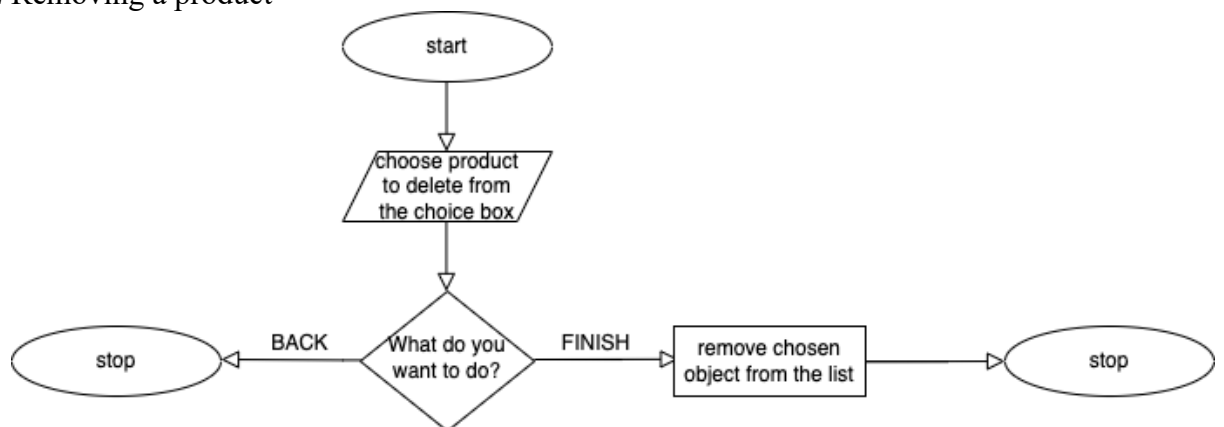 Removing a product
start
choose product
to delete from
the choice box
BACK
What do you
want to do?
FINISH
remove chosen
object from the list
stop
stop